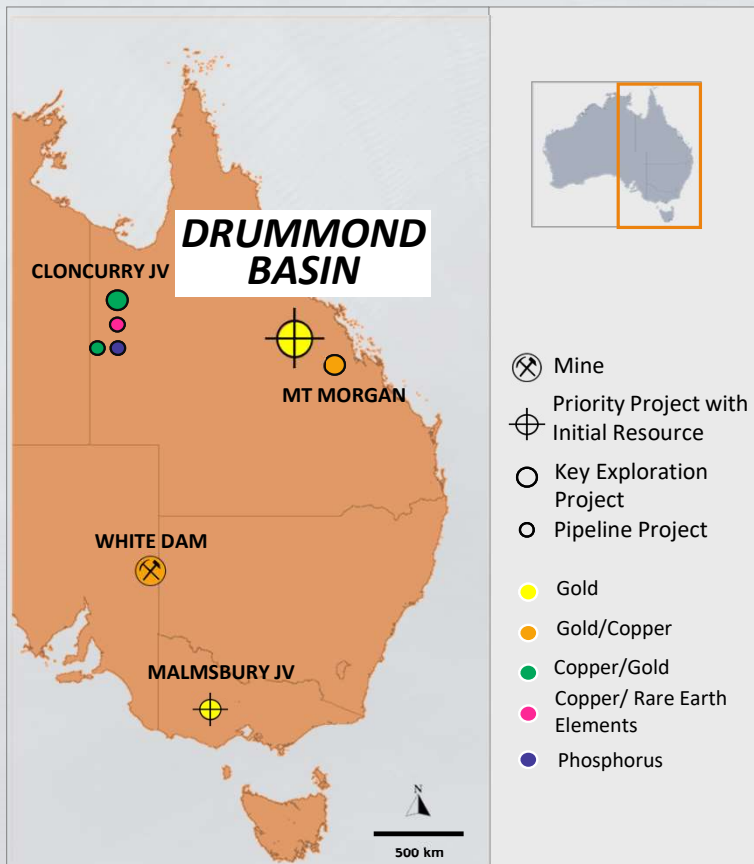 DRUMMOND
BASIN
CLONCURRY JV
MT MORGAN
WHITE DAM
MALMSBURY JV
N
500 km
Mine
Priority Project with
Initial Resource
Key Exploration
Project
Pipeline Project
Gold
Gold/Copper
Copper/Gold
Copper/ Rare Earth
Elements
Phosphorus